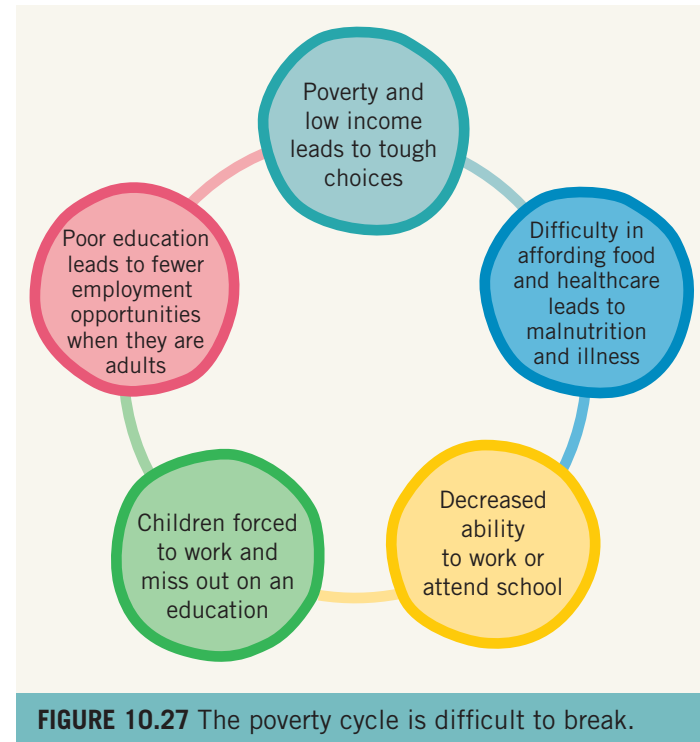 Poverty and
low income
leads to tough
choices
Difficulty in
affording food
and healthcare
leads to
malnutrition
and illness
Decreased
ability
to work or
attend school
Children forced
to work and
miss out on an
education
Poor education
leads to fewer
employment
opportunities
when they are
adults
FIGURE 10.27 The poverty cycle is difficult to break.